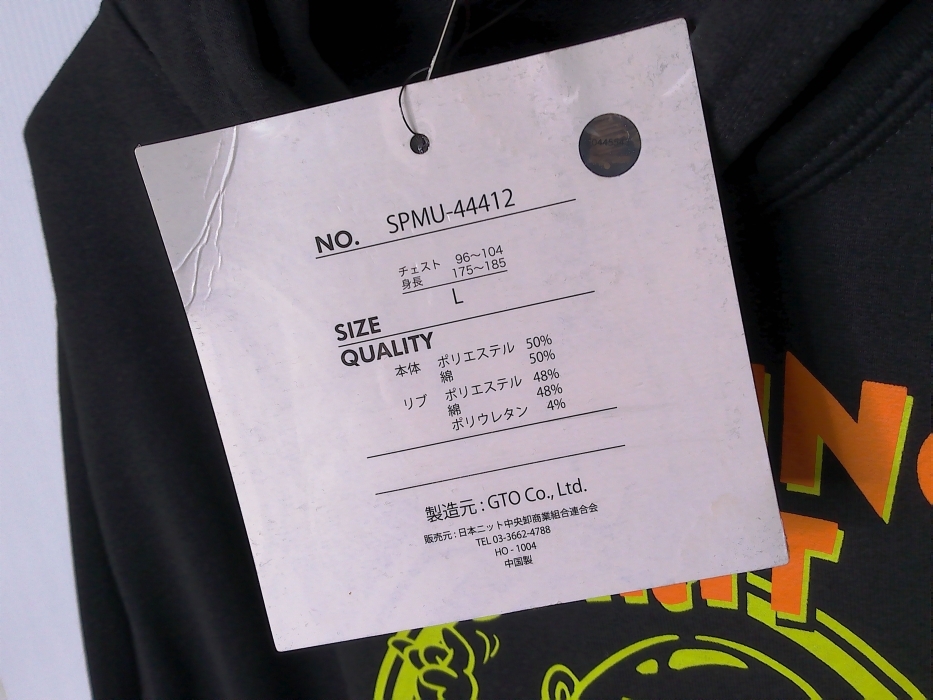 NO. SPMU-44412
チェスト 96〜104
身長 175〜185
L
SIZE
QUALITY
本体 ポリエステル 50%
綿 50%
リブ ポリエステル 48%
綿 48%
ポリウレタン 4%
製造元 : GTO Co., Ltd.
販売元 : 日本ニット中央卸商業組合連合会
TEL 03-3662-4788
HO - 1004
中国製